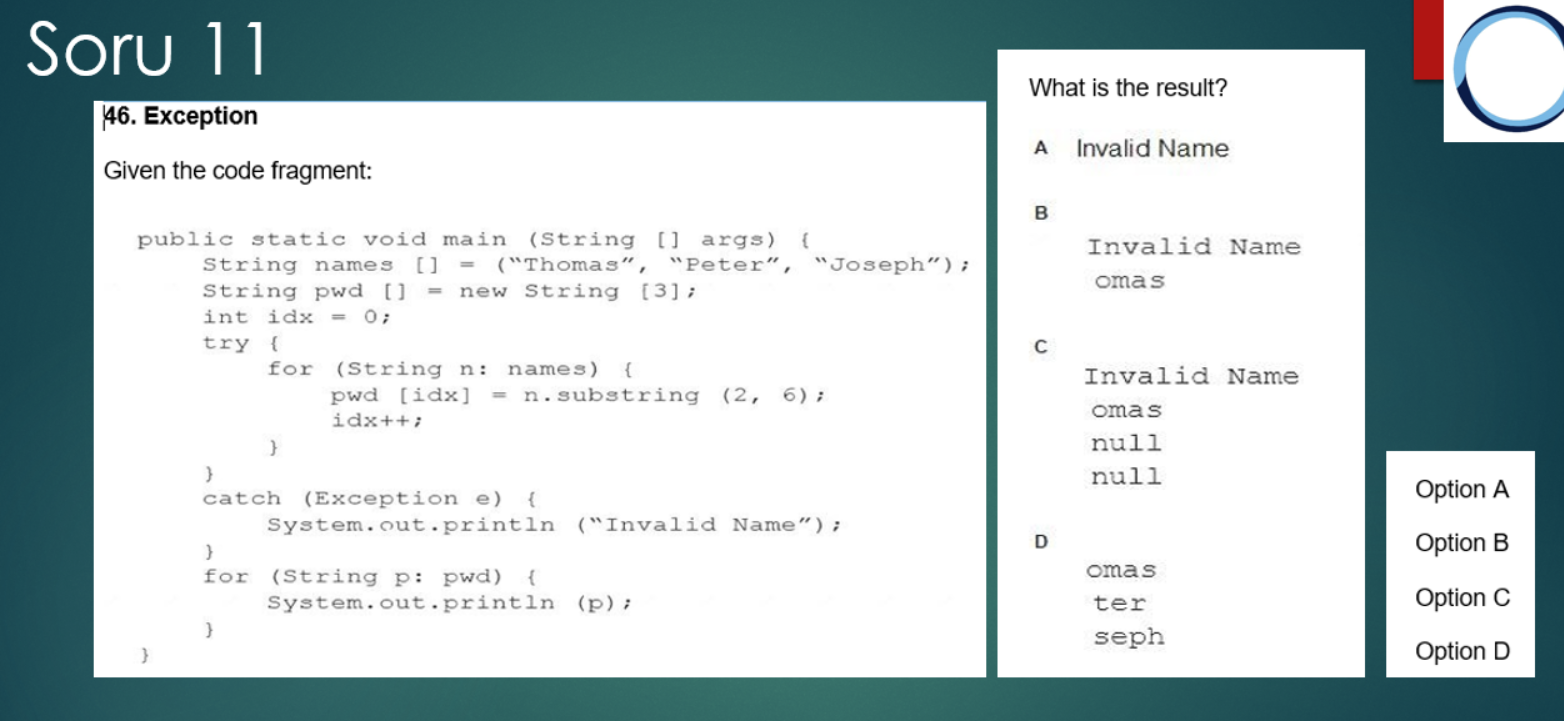 Soru 11
46. Exception
Given the code fragment:
public static void main (String [] args) {
String names [] = (“Thomas”, “Peter”, “Joseph”);
String pwd [] = new String [3];
int idx = 0;
try {
for (String n: names) {
pwd [idx] = n.substring (2, 6);
idx++;
}
}
catch (Exception e) {
System.out.println (“Invalid Name”);
}
for (String p: pwd) {
System.out.println (p);
}
}
What is the result?
A Invalid Name
B
Invalid Name
omas
C
Invalid Name
omas
null
null
D
omas
ter
seph
Option A
Option B
Option C
Option D